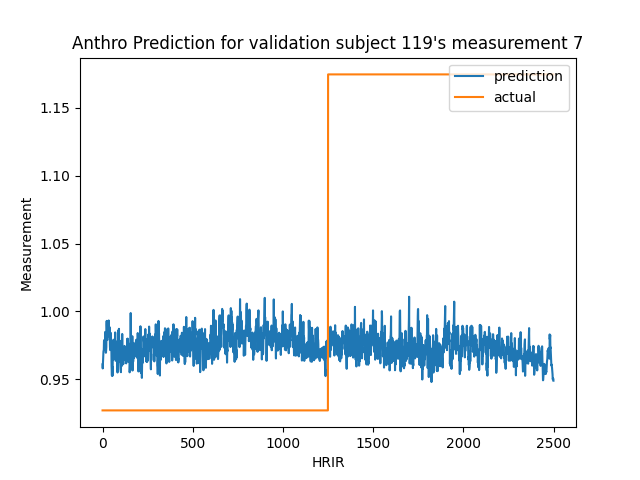 Anthro Prediction for validation subject 119's measurement 7
prediction
actual
1.15
1.10
1.05
1.00
0.95
Measurement
0
500
1000
1500
2000
2500
HRIR